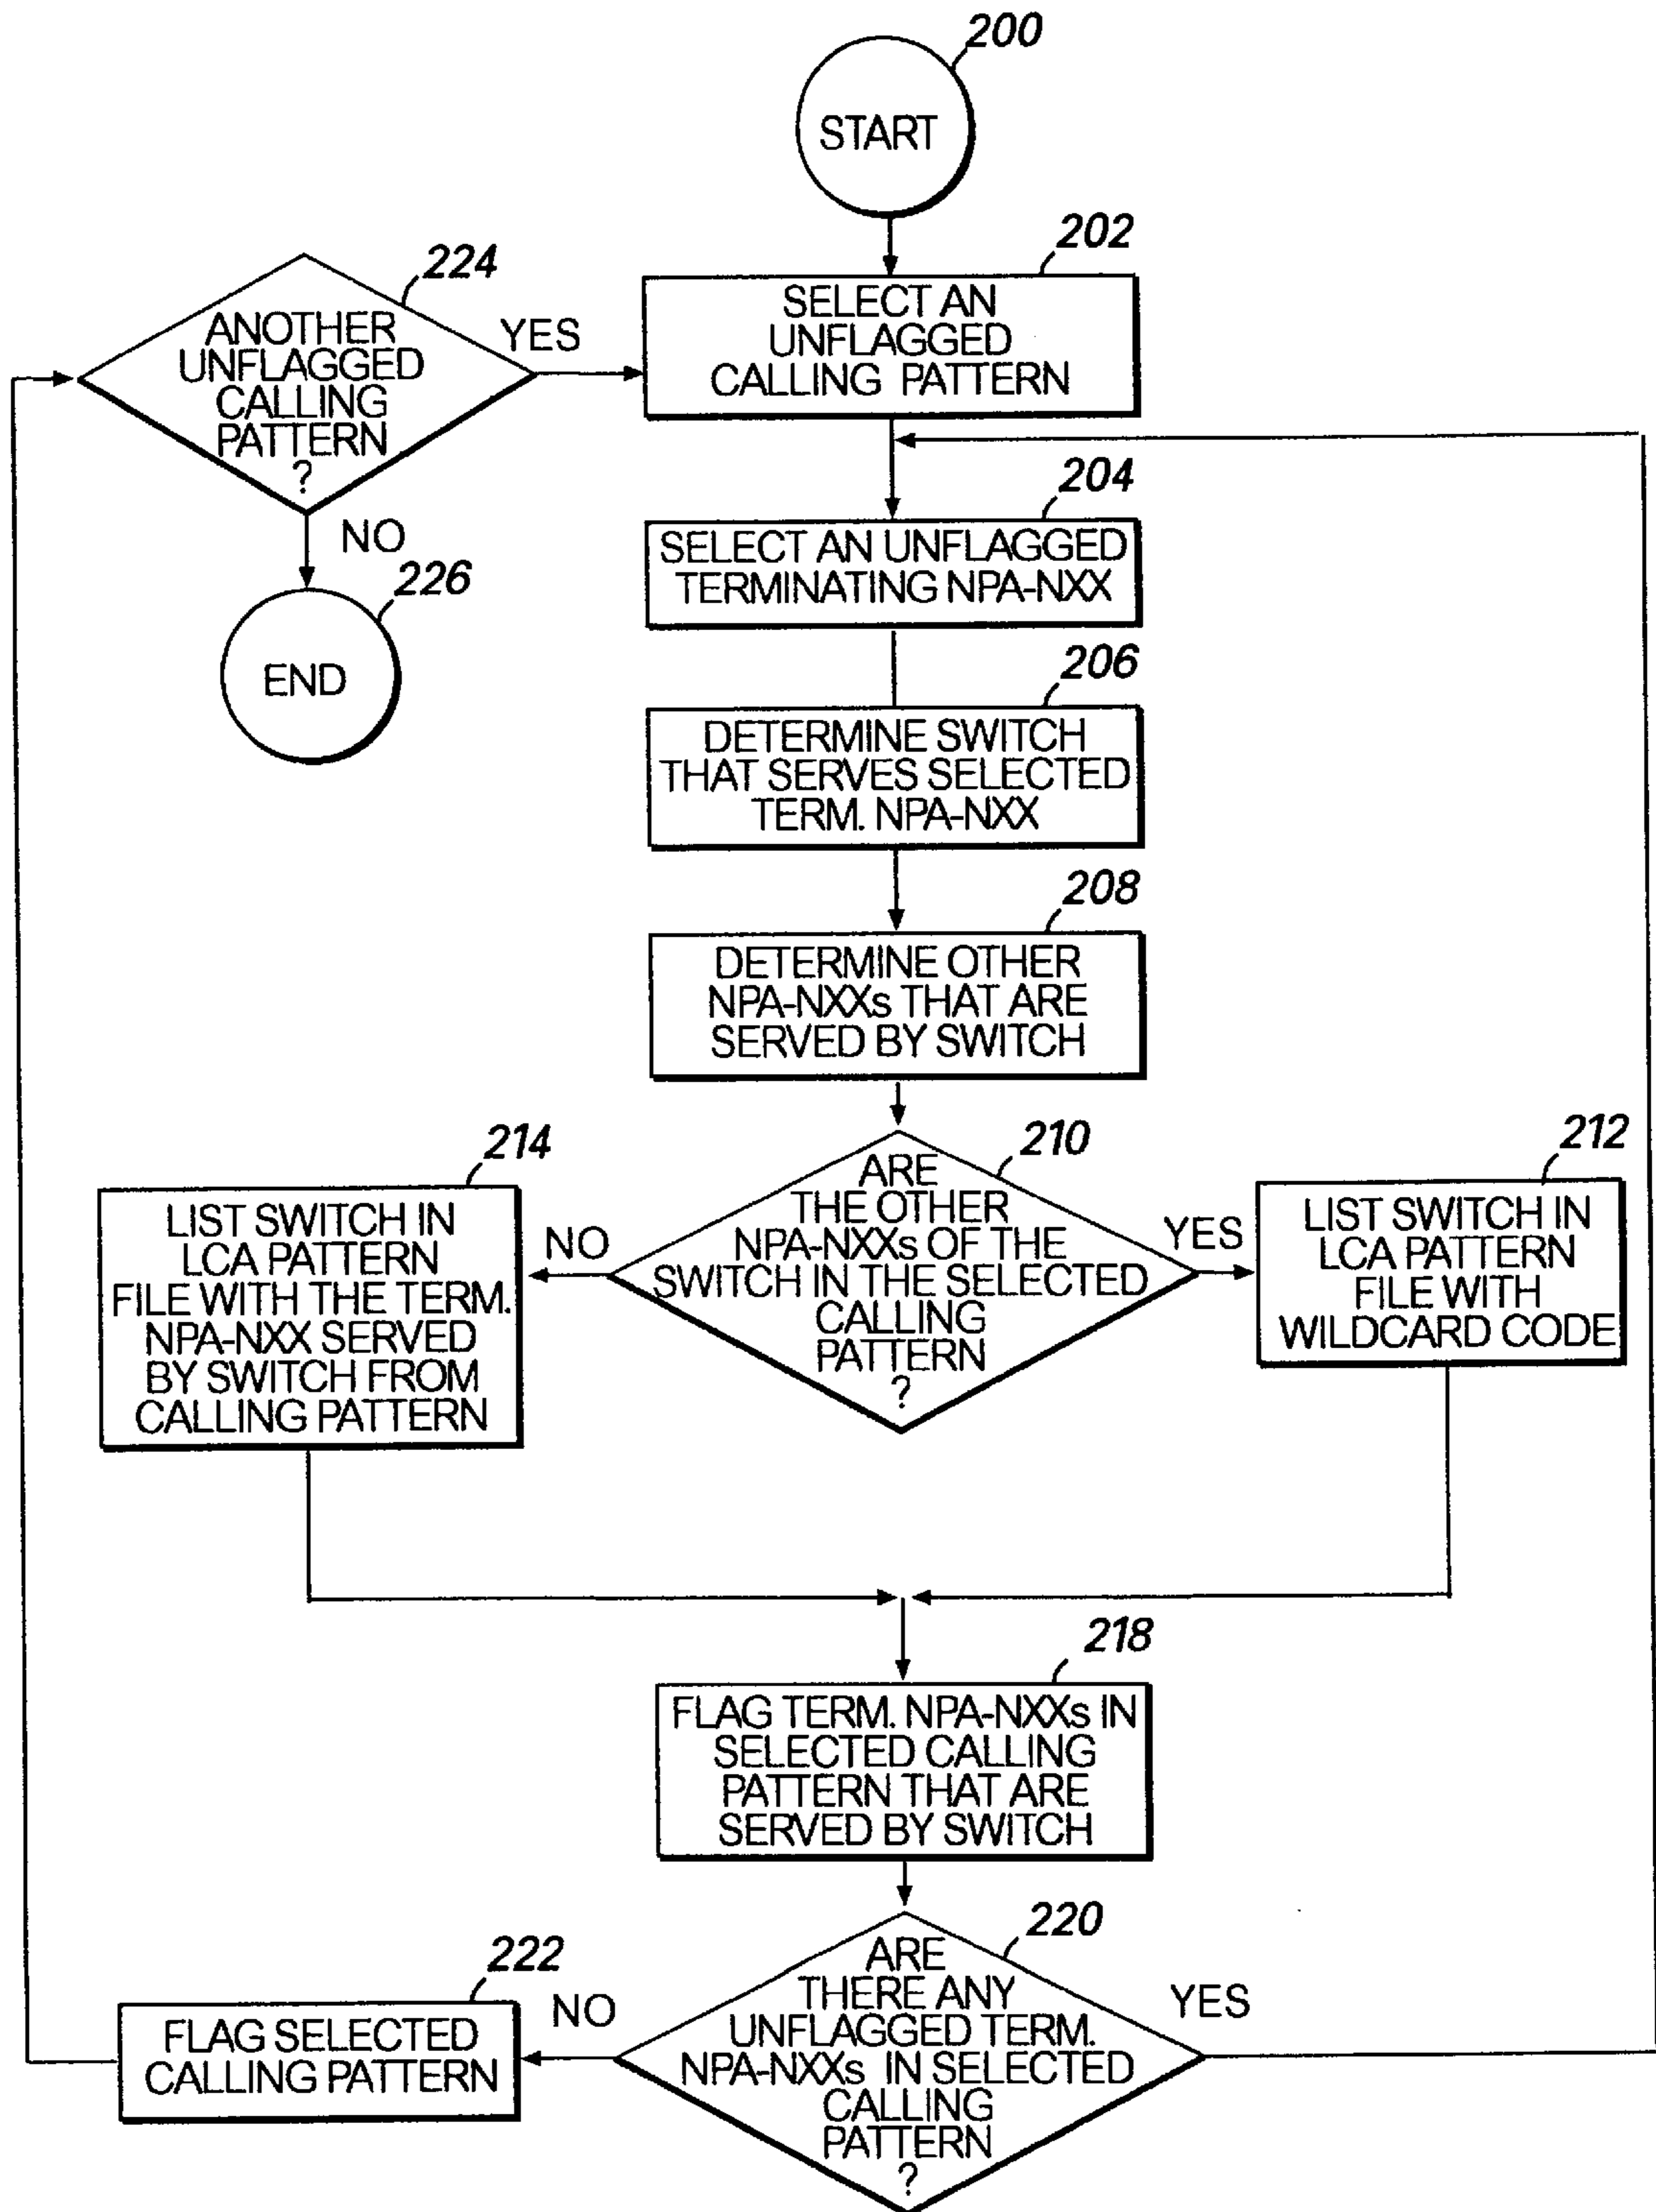 200
START
202
SELECT AN
UNFLAGGED
CALLING PATTERN
224
ANOTHER
UNFLAGGED
CALLING
PATTERN
?
YES
NO
226
END
204
SELECT AN UNFLAGGED
TERMINATING NPA-NXX
206
DETERMINE SWITCH
THAT SERVES SELECTED
TERM. NPA-NXX
208
DETERMINE OTHER
NPA-NXXs THAT ARE
SERVED BY SWITCH
210
ARE
THE OTHER
NPA-NXXs OF THE
SWITCH IN THE SELECTED
CALLING
PATTERN
?
NO
YES
214
LIST SWITCH IN
LCA PATTERN
FILE WITH THE TERM.
NPA-NXX SERVED
BY SWITCH FROM
CALLING PATTERN
212
LIST SWITCH IN
LCA PATTERN
FILE WITH
WILDCARD CODE
218
FLAG TERM. NPA-NXXs IN
SELECTED CALLING
PATTERN THAT ARE
SERVED BY SWITCH
220
ARE
THERE ANY
UNFLAGGED TERM.
NPA-NXXs IN SELECTED
CALLING
PATTERN
?
NO
YES
222
FLAG SELECTED
CALLING PATTERN